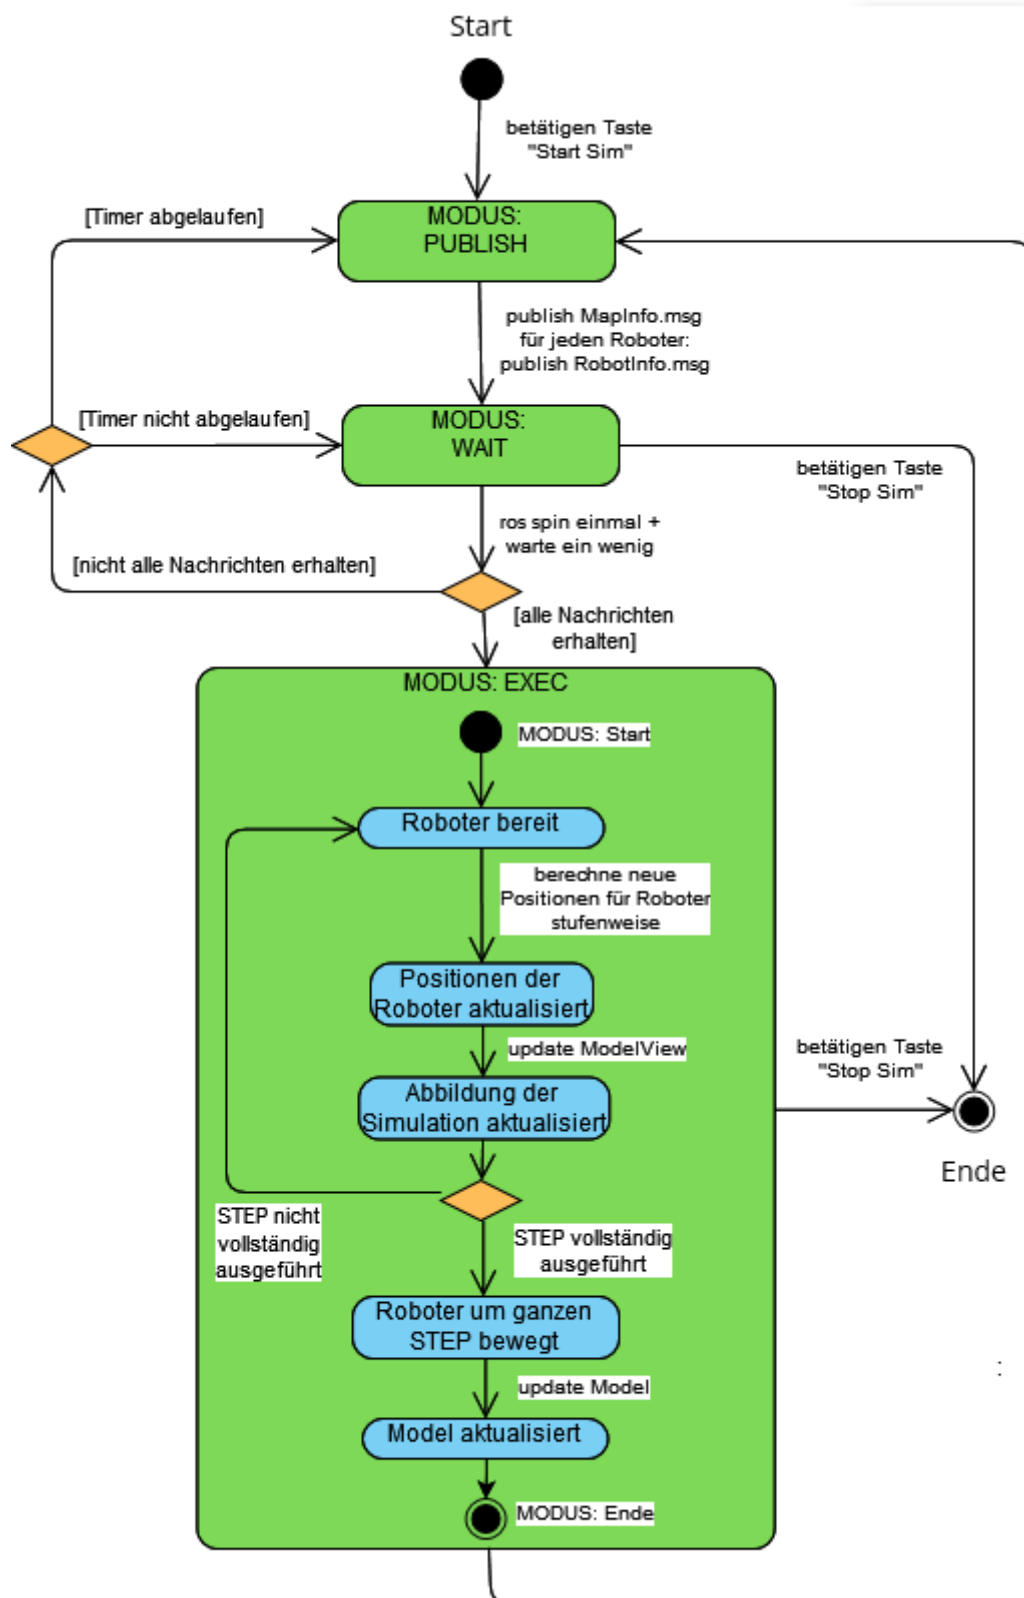 Start
betätigen Taste
"Start Sim"
[Timer abgelaufen]
MODUS:
PUBLISH
publish MapInfo.msg
für jeden Roboter:
publish RobotInfo.msg
[Timer nicht abgelaufen]
MODUS:
WAIT
betätigen Taste
"Stop Sim"
ros spin einmal +
warte ein wenig
[nicht alle Nachrichten erhalten]
[alle Nachrichten
erhalten]
MODUS: EXEC
MODUS: Start
Roboter bereit
berechne neue
Positionen für Roboter
stufenweise
Positionen der
Roboter aktualisiert
update ModelView
betätigen Taste
"Stop Sim"
Abbildung der
Simulation aktualisiert
Ende
STEP nicht
vollständig
ausgeführt
STEP vollständig
ausgeführt
Roboter um ganzen
STEP bewegt
:
update Model
Model aktualisiert
MODUS: Ende